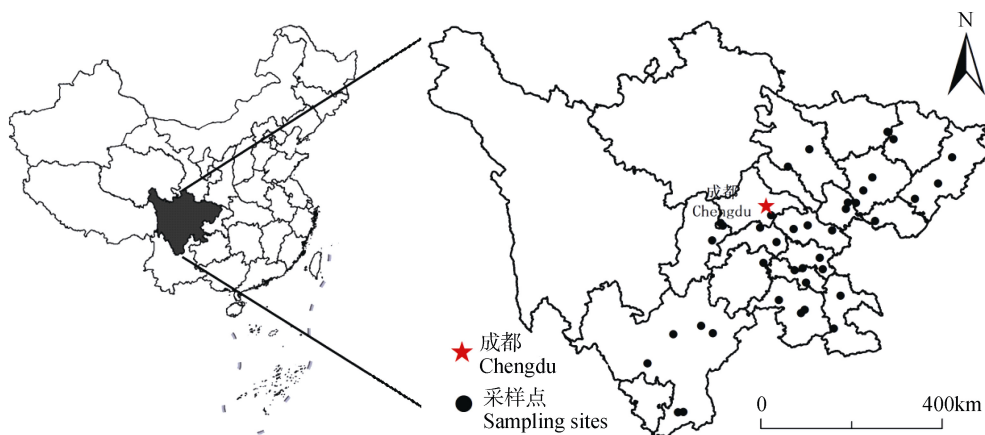 N
成都
Chengdu
成都
Chengdu
采样点
Sampling sites
0
400km